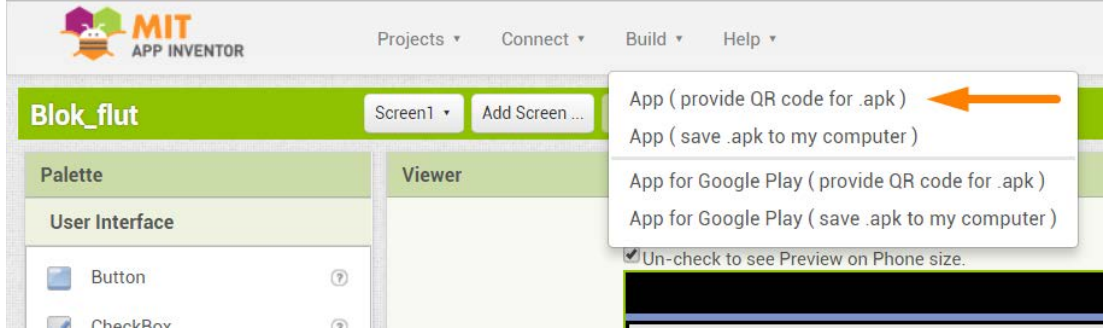 MIT
APP INVENTOR
Projects Connect Build Help
Blok_flut
Screen1 Add Screen ...
App ( provide QR code for .apk )
App ( save .apk to my computer )
App for Google Play ( provide QR code for .apk )
App for Google Play ( save .apk to my computer )
Palette
Viewer
User Interface
Un-check to see Preview on Phone size.
Button ?
CheckBox ?